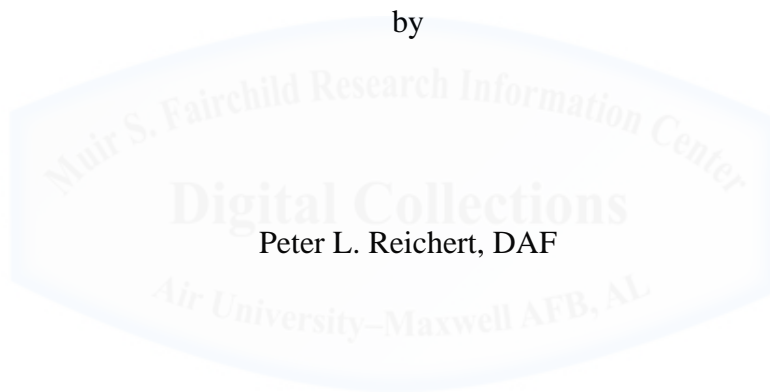 by
Muir S. Fairchild Research Information Center
Digital Collections
Peter L. Reichert, DAF
Air University–Maxwell AFB, AL